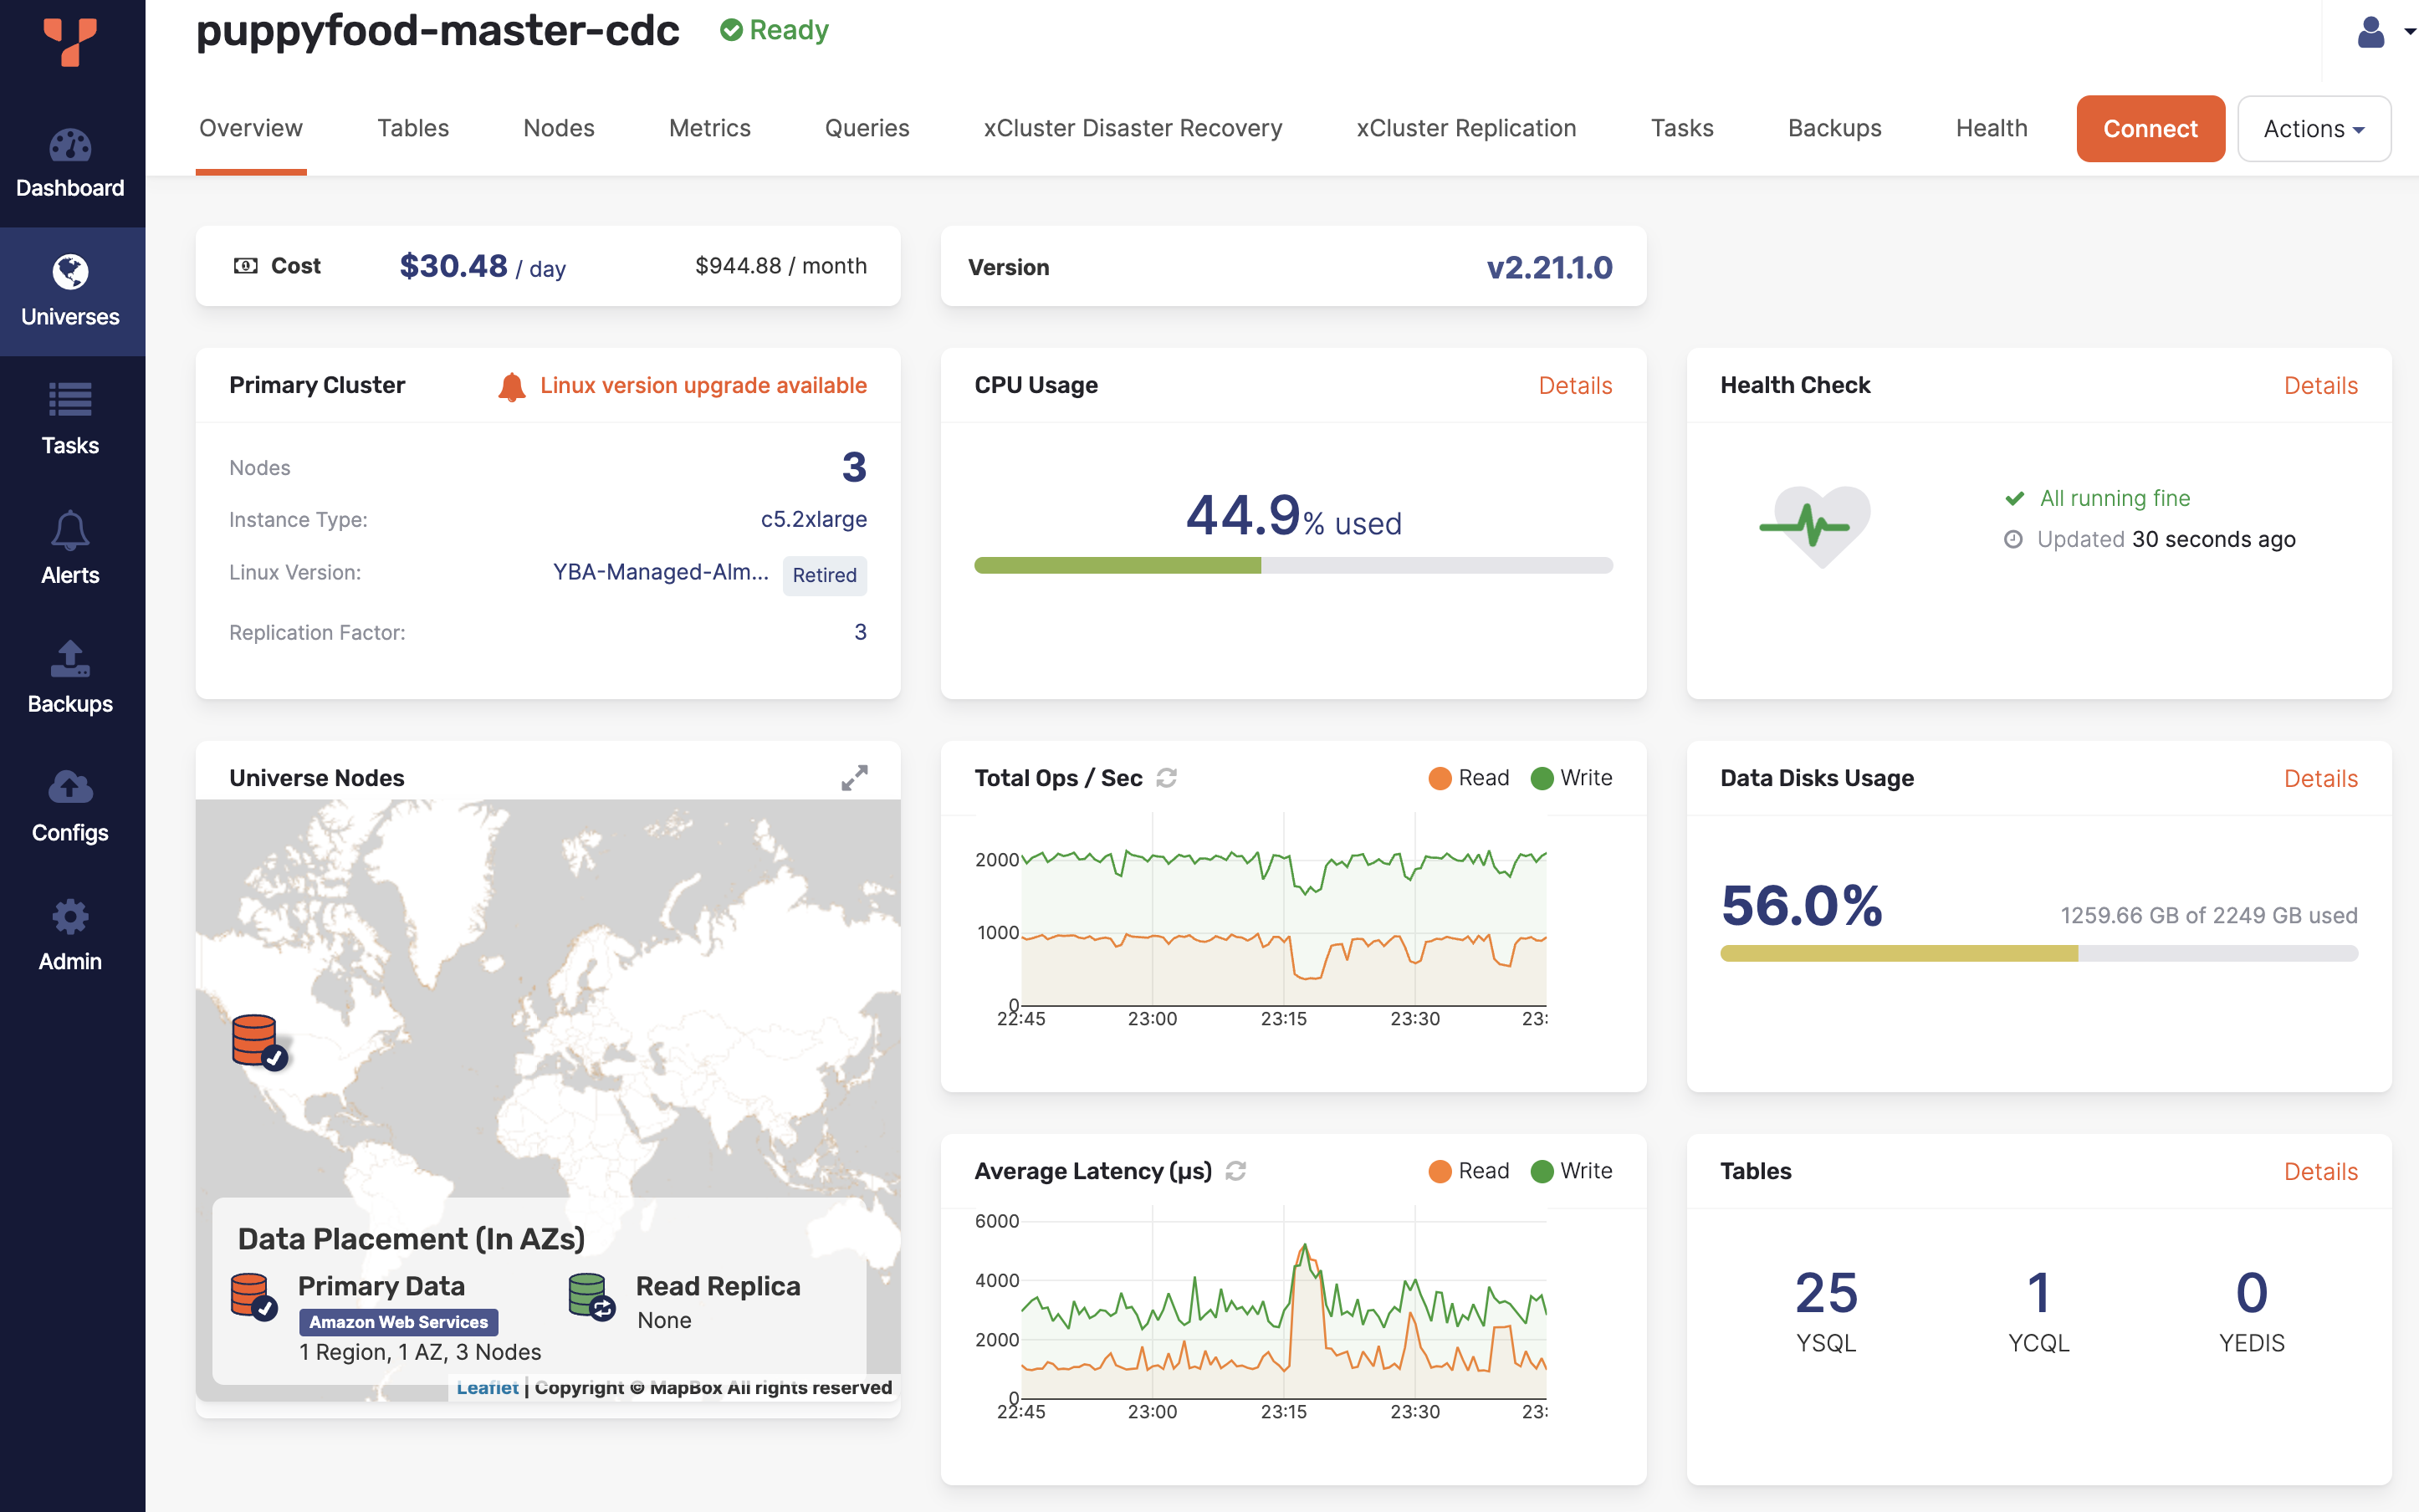 puppyfood-master-cdc Ready
Overview Tables Nodes Metrics Queries xCluster Disaster Recovery xCluster Replication Tasks Backups Health Connect Actions
Dashboard
Universes
Tasks
Alerts
Backups
Configs
Admin
Cost $30.48 / day $944.88 / month
Version v2.21.1.0
Primary Cluster Linux version upgrade available
Nodes 3
Instance Type: c5.2xlarge
Linux Version: YBA-Managed-Alm... Retired
Replication Factor: 3
CPU Usage Details
44.9% used
Health Check Details
All running fine
Updated 30 seconds ago
Universe Nodes
Data Placement (In AZs)
Primary Data
Amazon Web Services
1 Region, 1 AZ, 3 Nodes
Read Replica
None
Leaflet | Copyright © MapBox All rights reserved
Total Ops / Sec Read Write
2000
1000
0
22:45 23:00 23:15 23:30 23:
Data Disks Usage Details
56.0% 1259.66 GB of 2249 GB used
Average Latency (µs) Read Write
6000
4000
2000
0
22:45 23:00 23:15 23:30 23:
Tables Details
25 1 0
YSQL YCQL YEDIS